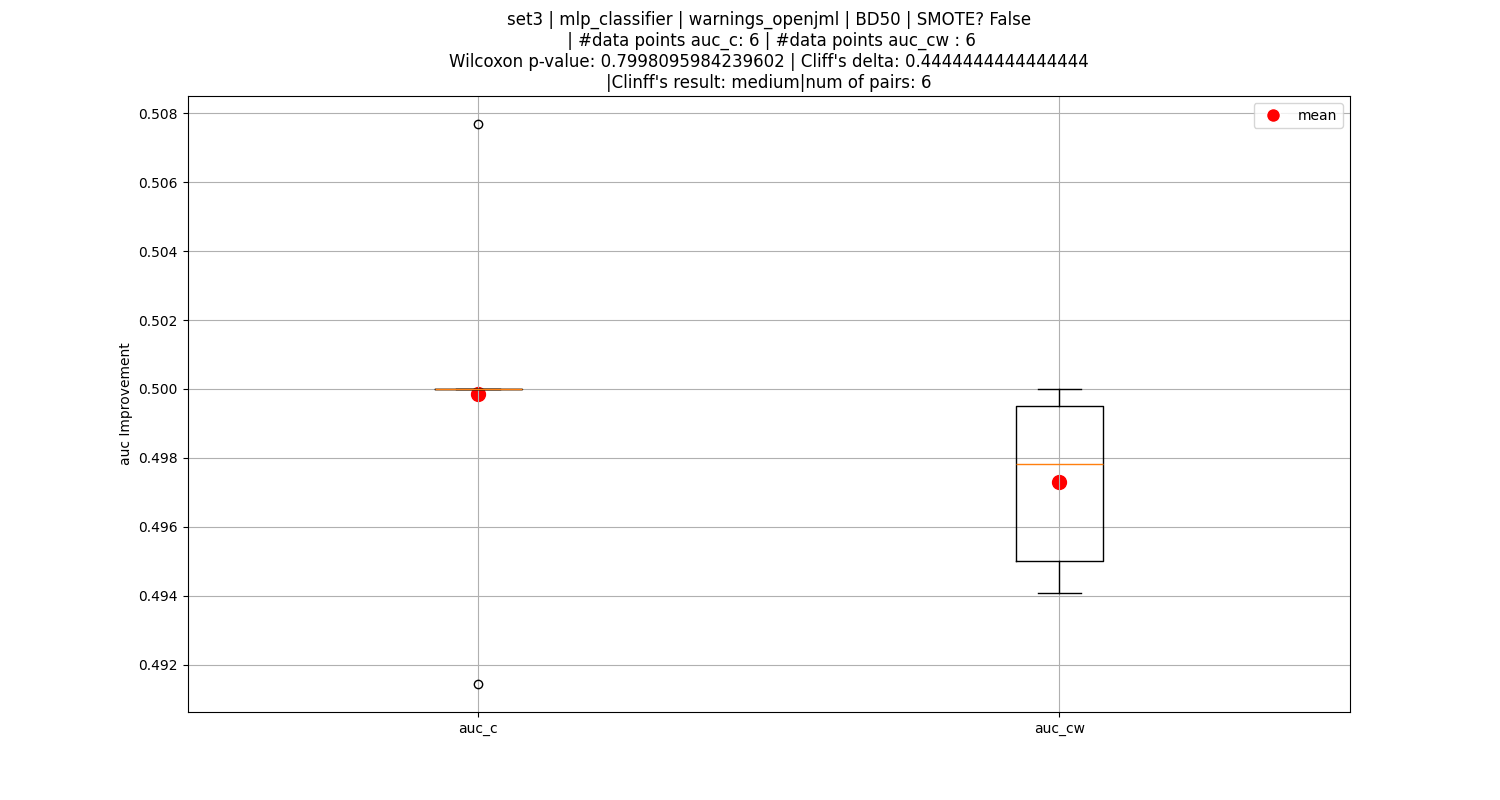 set3 | mlp_classifier | warnings_openjml | BD50 | SMOTE? False
| #data points auc_c: 6 | #data points auc_cw : 6
Wilcoxon p-value: 0.7998095984239602 | Cliff's delta: 0.4444444444444444
|Clinff's result: medium|num of pairs: 6
mean
0.508
0.506
0.504
0.502
0.500
0.498
0.496
0.494
0.492
auc Improvement
auc_c
auc_cw